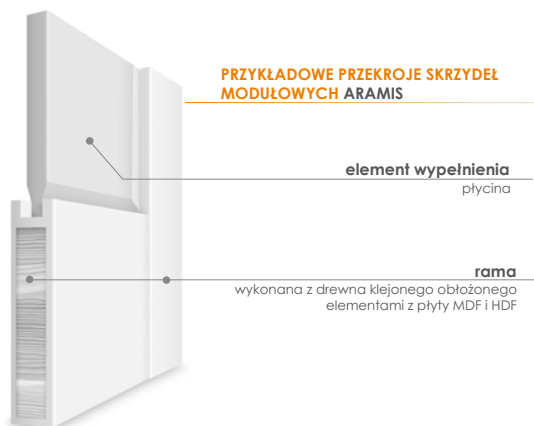 PRZYKŁADOWE PRZEKROJE SKRZYDEŁ
MODUŁOWYCH ARAMIS
element wypełnienia
płycina
rama
wykonana z drewna klejonego obłożonego
elementami z płyty MDF i HDF